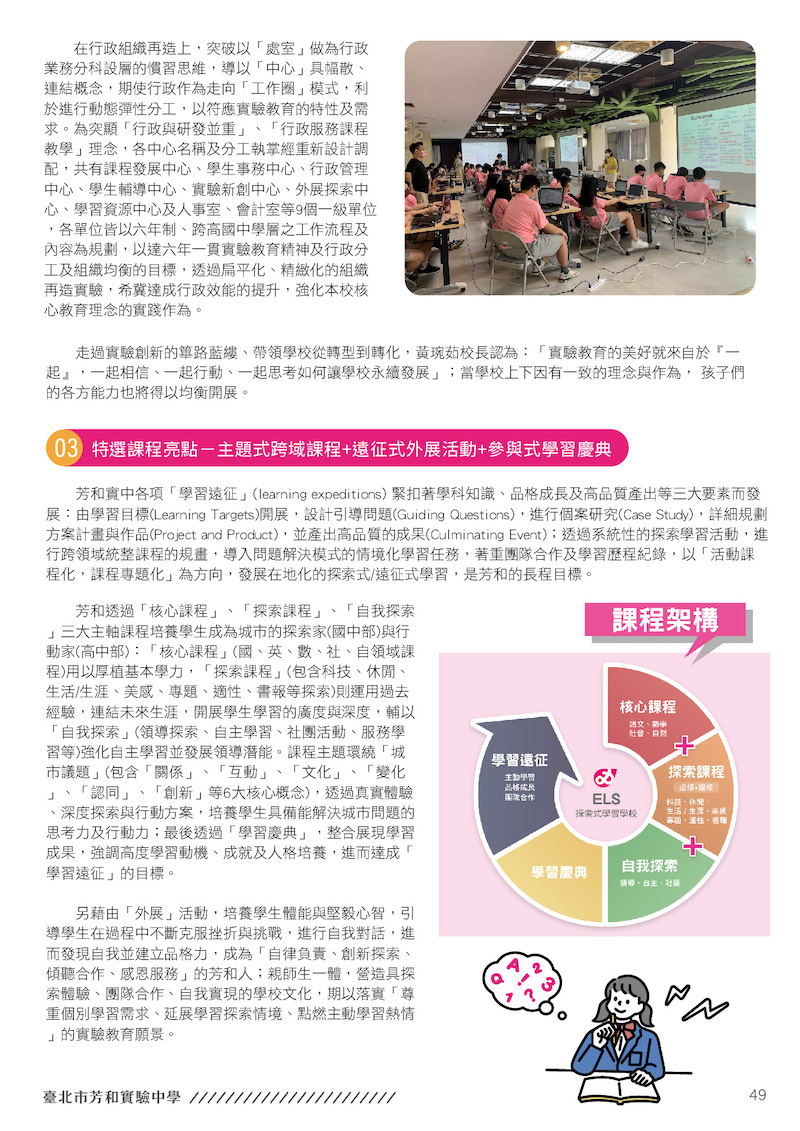 在行政組織再造上，突破以「處室」做為行政
業務分科設層的慣習思維，導以「中心」具幅散、
連結概念，期使行政作為走向「工作圈」模式，利
於進行動態彈性分工，以符應實驗教育的特性及需
求。為突顯「行政與研發並重」、「行政服務課程
教學」理念，各中心名稱及分工執掌經重新設計調
配，共有課程發展中心、學生事務中心、行政管理
中心、學生輔導中心、實驗新創中心、外展探索中
心、學習資源中心及人事室、會計室等9個一級單位
，各單位皆以六年制、跨高國中學層之工作流程及
內容為規劃，以達六年一貫實驗教育精神及行政分
工及組織均衡的目標，透過扁平化、精緻化的組織
再造實驗，希冀達成行政效能的提升，強化本校核
心教育理念的實踐作為。
走過實驗創新的篳路藍縷、帶領學校從轉型到轉化，黃琬茹校長認為：「實驗教育的美好就來自於『一
起』，一起相信、一起行動、一起思考如何讓學校永續發展」；當學校上下因有一致的理念與作為， 孩子們
的各方能力也將得以均衡開展。
03 特選課程亮點－主題式跨域課程+遠征式外展活動+參與式學習慶典
芳和實中各項「學習遠征」(learning expeditions) 緊扣著學科知識、品格成長及高品質產出等三大要素而發
展：由學習目標(Learning Targets)開展，設計引導問題(Guiding Questions)，進行個案研究(Case Study)，詳細規劃
方案計畫與作品(Project and Product)，並產出高品質的成果(Culminating Event)；透過系統性的探索學習活動，進
行跨領域統整課程的規畫，導入問題解決模式的情境化學習任務，著重團隊合作及學習歷程紀錄，以「活動課
程化，課程專題化」為方向，發展在地化的探索式/遠征式學習，是芳和的長程目標。
芳和透過「核心課程」、「探索課程」、「自我探索
」三大主軸課程培養學生成為城市的探索家(國中部)與行
動家(高中部)：「核心課程」(國、英、數、社、自領域課
程)用以厚植基本學力，「探索課程」(包含科技、休閒、
生活/生涯、美感、專題、適性、書報等探索)則運用過去
經驗，連結未來生涯，開展學生學習的廣度與深度，輔以
「自我探索」(領導探索、自主學習、社團活動、服務學
習等)強化自主學習並發展領導潛能。課程主題環繞「城
市議題」(包含「關係」、「互動」、「文化」、「變化
」、「認同」、「創新」等6大核心概念)，透過真實體驗
、深度探索與行動方案，培養學生具備能解決城市問題的
思考力及行動力；最後透過「學習慶典」，整合展現學習
成果，強調高度學習動機、成就及人格培養，進而達成「
學習遠征」的目標。
另藉由「外展」活動，培養學生體能與堅毅心智，引
導學生在過程中不斷克服挫折與挑戰，進行自我對話，進
而發現自我並建立品格力，成為「自律負責、創新探索、
傾聽合作、感恩服務」的芳和人；親師生一體，營造具探
索體驗、團隊合作、自我實現的學校文化，期以落實「尊
重個別學習需求、延展學習探索情境、點燃主動學習熱情
」的實驗教育願景。
課程架構
核心課程
語文、數學
社會、自然
+
探索課程
必修+選修
科技、休閒、
生活/生涯、美感
專題、適性、書報
+
自我探索
領導、自主、社團
學習慶典
學習遠征
主動學習
品格成長
團隊合作
ELS
探索式學習學校
Q A ! 2 3
1 ? ?
臺北市芳和實驗中學
49